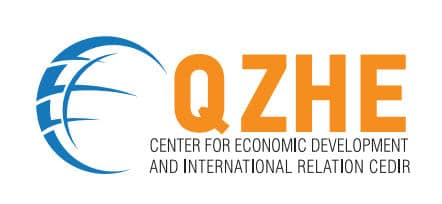 QZHE
CENTER FOR ECONOMIC DEVELOPMENT
AND INTERNATIONAL RELATION CEDIR